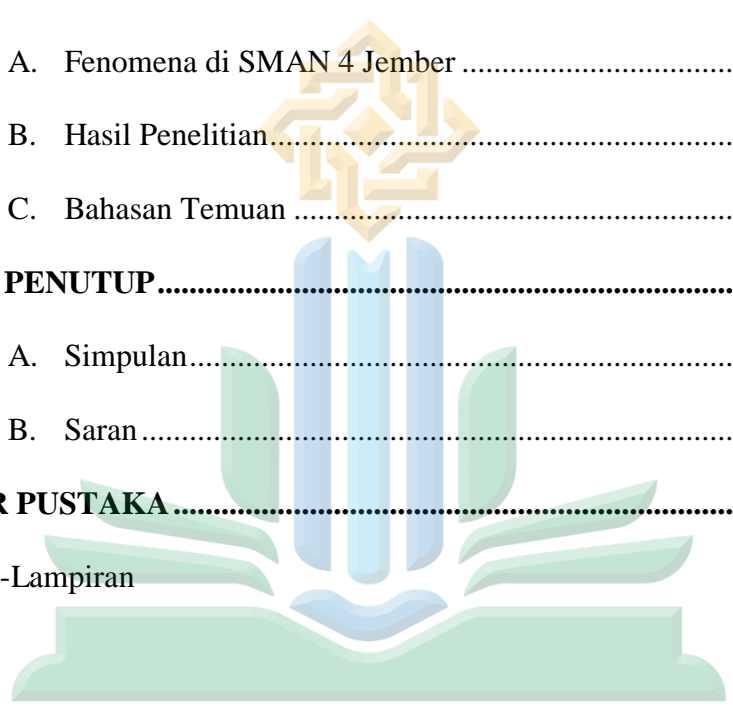 A. Fenomena di SMAN 4 Jember ................................
B. Hasil Penelitian.......................................................
C. Bahasan Temuan ....................................................
PENUTUP........................................................................
A. Simpulan.................................................................
B. Saran .......................................................................
R PUSTAKA ......................................................................
-Lampiran